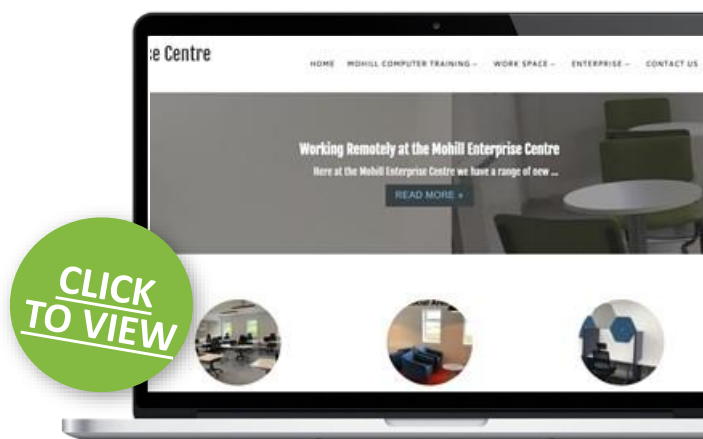 e Centre
HOME MOHILL COMPUTER TRAINING WORK SPACE ENTERPRISE CONTACT US
Working Remotely at the Mohill Enterprise Centre
Here at the Mohill Enterprise Centre we have a range of new ...
READ MORE »
CLICK
TO VIEW